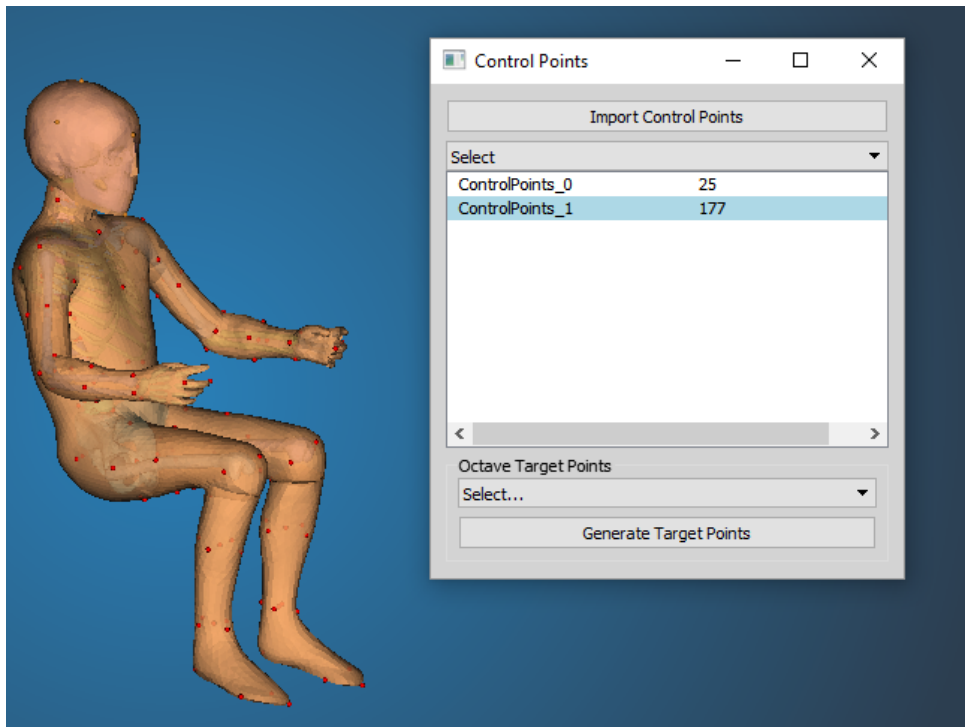 Control Points
Import Control Points
Select
ControlPoints_0 25
ControlPoints_1 177
Octave Target Points
Select...
Generate Target Points